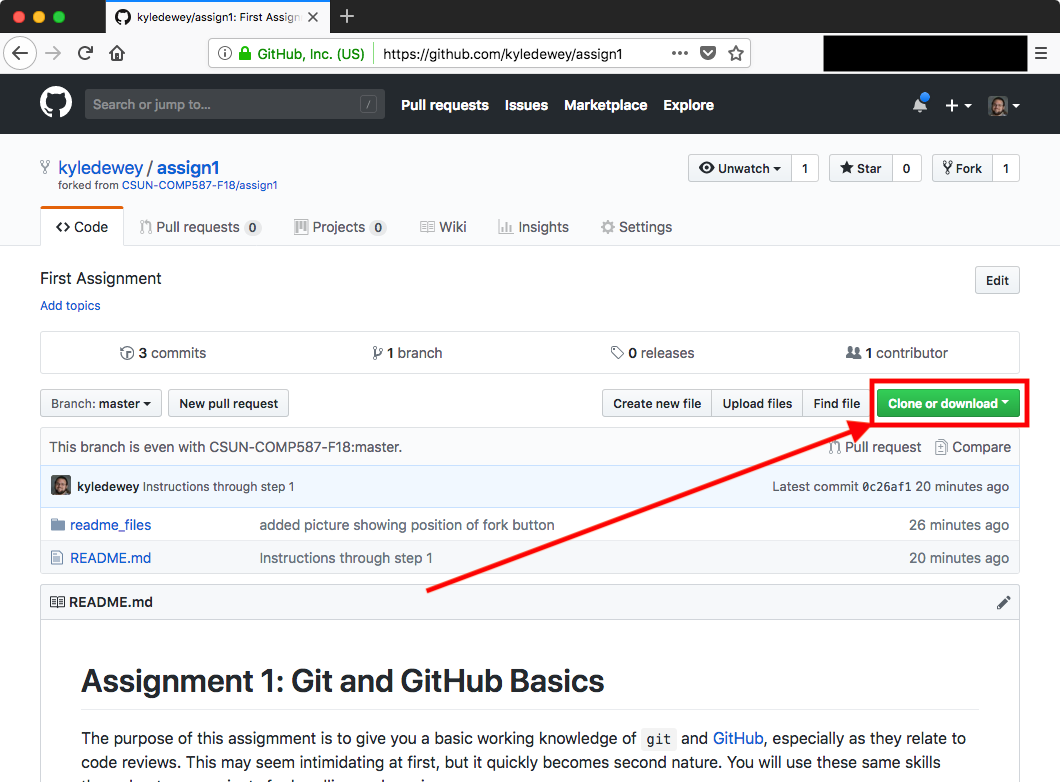 kyledewey/assign1: First Assign
GitHub, Inc. (US) https://github.com/kyledewey/assign1
Search or jump to... / Pull requests Issues Marketplace Explore
kyledewey / assign1 Unwatch 1 Star 0 Fork 1
forked from CSUN-COMP587-F18/assign1
Code Pull requests 0 Projects 0 Wiki Insights Settings
First Assignment Edit
Add topics
3 commits 1 branch 0 releases 1 contributor
Branch: master New pull request Create new file Upload files Find file Clone or download
This branch is even with CSUN-COMP587-F18:master. Pull request Compare
kyledewey Instructions through step 1 Latest commit 0c26af1 20 minutes ago
readme_files added picture showing position of fork button 26 minutes ago
README.md Instructions through step 1 20 minutes ago
README.md
Assignment 1: Git and GitHub Basics
The purpose of this assignment is to give you a basic working knowledge of git and GitHub, especially as they relate to
code reviews. This may seem intimidating at first, but it quickly becomes second nature. You will use these same skills